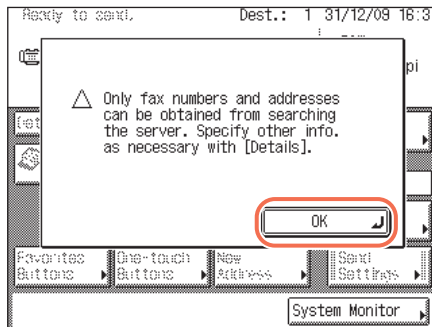 Ready to send.
Dest.: 1 31/12/09 16:3
pi
Only fax numbers and addresses
can be obtained from searching
the server. Specify other info.
as necessary with [Details].
OK
Favorites
Buttons
One-touch
Buttons
New
Address
Send
Settings
System Monitor